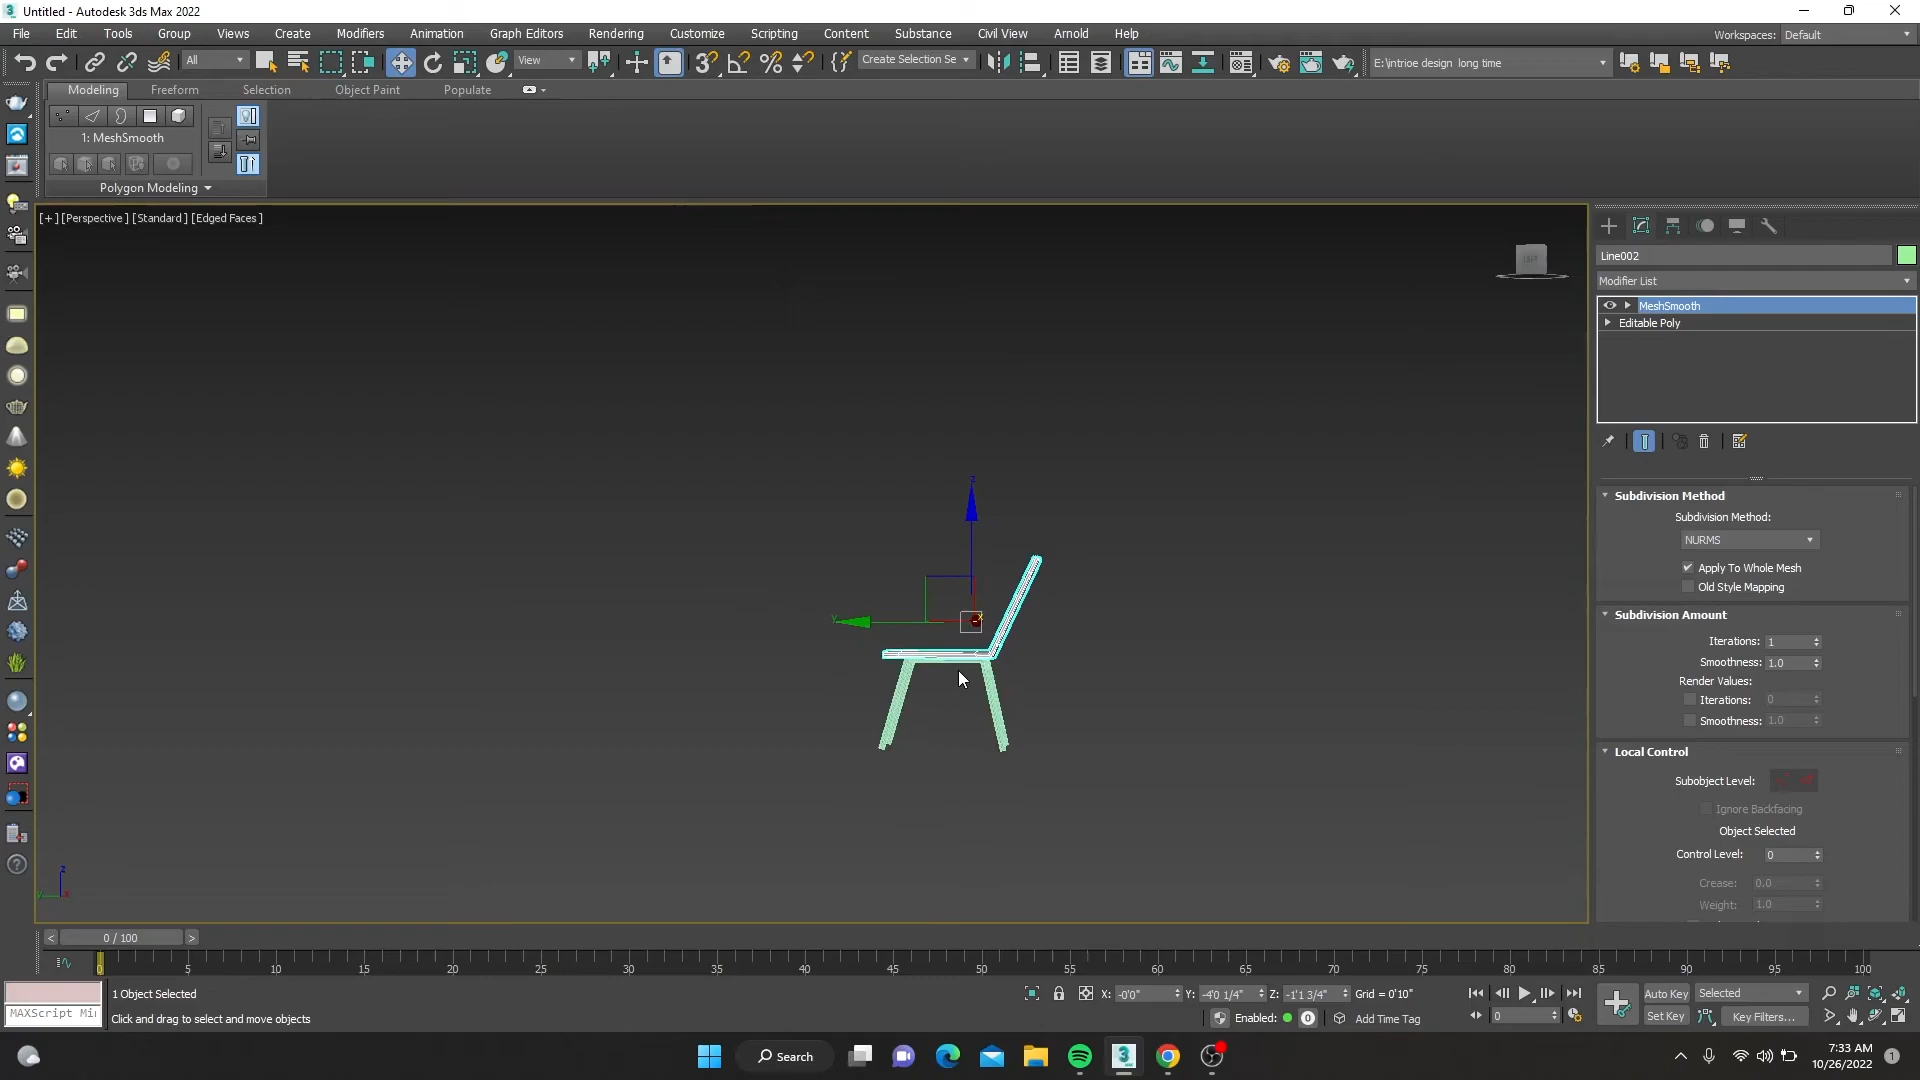 Untitled - Autodesk 3ds Max 2022
File Edit Tools Group Views Create Modifiers Animation Graph Editors Rendering Customize Scripting Content Substance Civil View Arnold Help
Workspaces: Default
All View Create Selection Se E:\intrioe design long time
Modeling Freeform Selection Object Paint Populate
1: MeshSmooth
Polygon Modeling
[+] [Perspective ] [Standard ] [Edged Faces ]
Line002
Modifier List
MeshSmooth
Editable Poly
Subdivision Method
Subdivision Method:
NURMS
Apply To Whole Mesh
Old Style Mapping
Subdivision Amount
Iterations: 1
Smoothness: 1.0
Render Values:
Iterations: 0
Smoothness: 1.0
Local Control
Subobject Level:
Ignore Backfacing
Object Selected
Control Level: 0
Crease: 0.0
Weight: 1.0
z
y
x
z
y x
< 0 / 100 >
0 5 10 15 20 25 30 35 40 45 50 55 60 65 70 75 80 85 90 95 100
1 Object Selected
X: -0'0" Y: -4'0 1/4" Z: -1'1 3/4" Grid = 0'10"
Auto Key Selected
MAXScript Mi
Click and drag to select and move objects
Enabled: 0 Add Time Tag
0
Set Key Key Filters...
Search
7:33 AM
10/26/2022
1